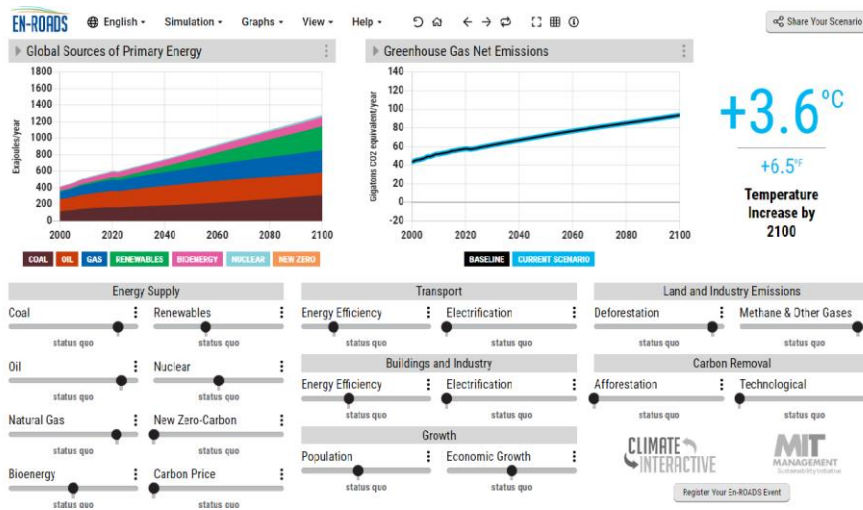 EN-ROADS English Simulation Graphs View Help Share Your Scenario
Global Sources of Primary Energy
Exajoules/year
1800
1600
1400
1200
1000
800
600
400
200
0
2000 2020 2040 2060 2080 2100
COAL OIL GAS RENEWABLES BIOENERGY NUCLEAR NEW ZERO
Greenhouse Gas Net Emissions
Gigatons CO2 equivalent/year
140
120
100
80
60
40
20
0
-20
2000 2020 2040 2060 2080 2100
BASELINE CURRENT SCENARIO
+3.6°C
+6.5°F
Temperature
Increase by
2100
Energy Supply
Coal Renewables
status quo status quo
Oil Nuclear
status quo status quo
Natural Gas New Zero-Carbon
status quo status quo
Bioenergy Carbon Price
status quo status quo
Transport
Energy Efficiency Electrification
status quo status quo
Buildings and Industry
Energy Efficiency Electrification
status quo status quo
Growth
Population Economic Growth
status quo status quo
Land and Industry Emissions
Deforestation Methane & Other Gases
status quo status quo
Carbon Removal
Afforestation Technological
status quo status quo
CLIMATE
INTERACTIVE
MIT
MANAGEMENT
Sustainability Initiative
Register Your En-ROADS Event